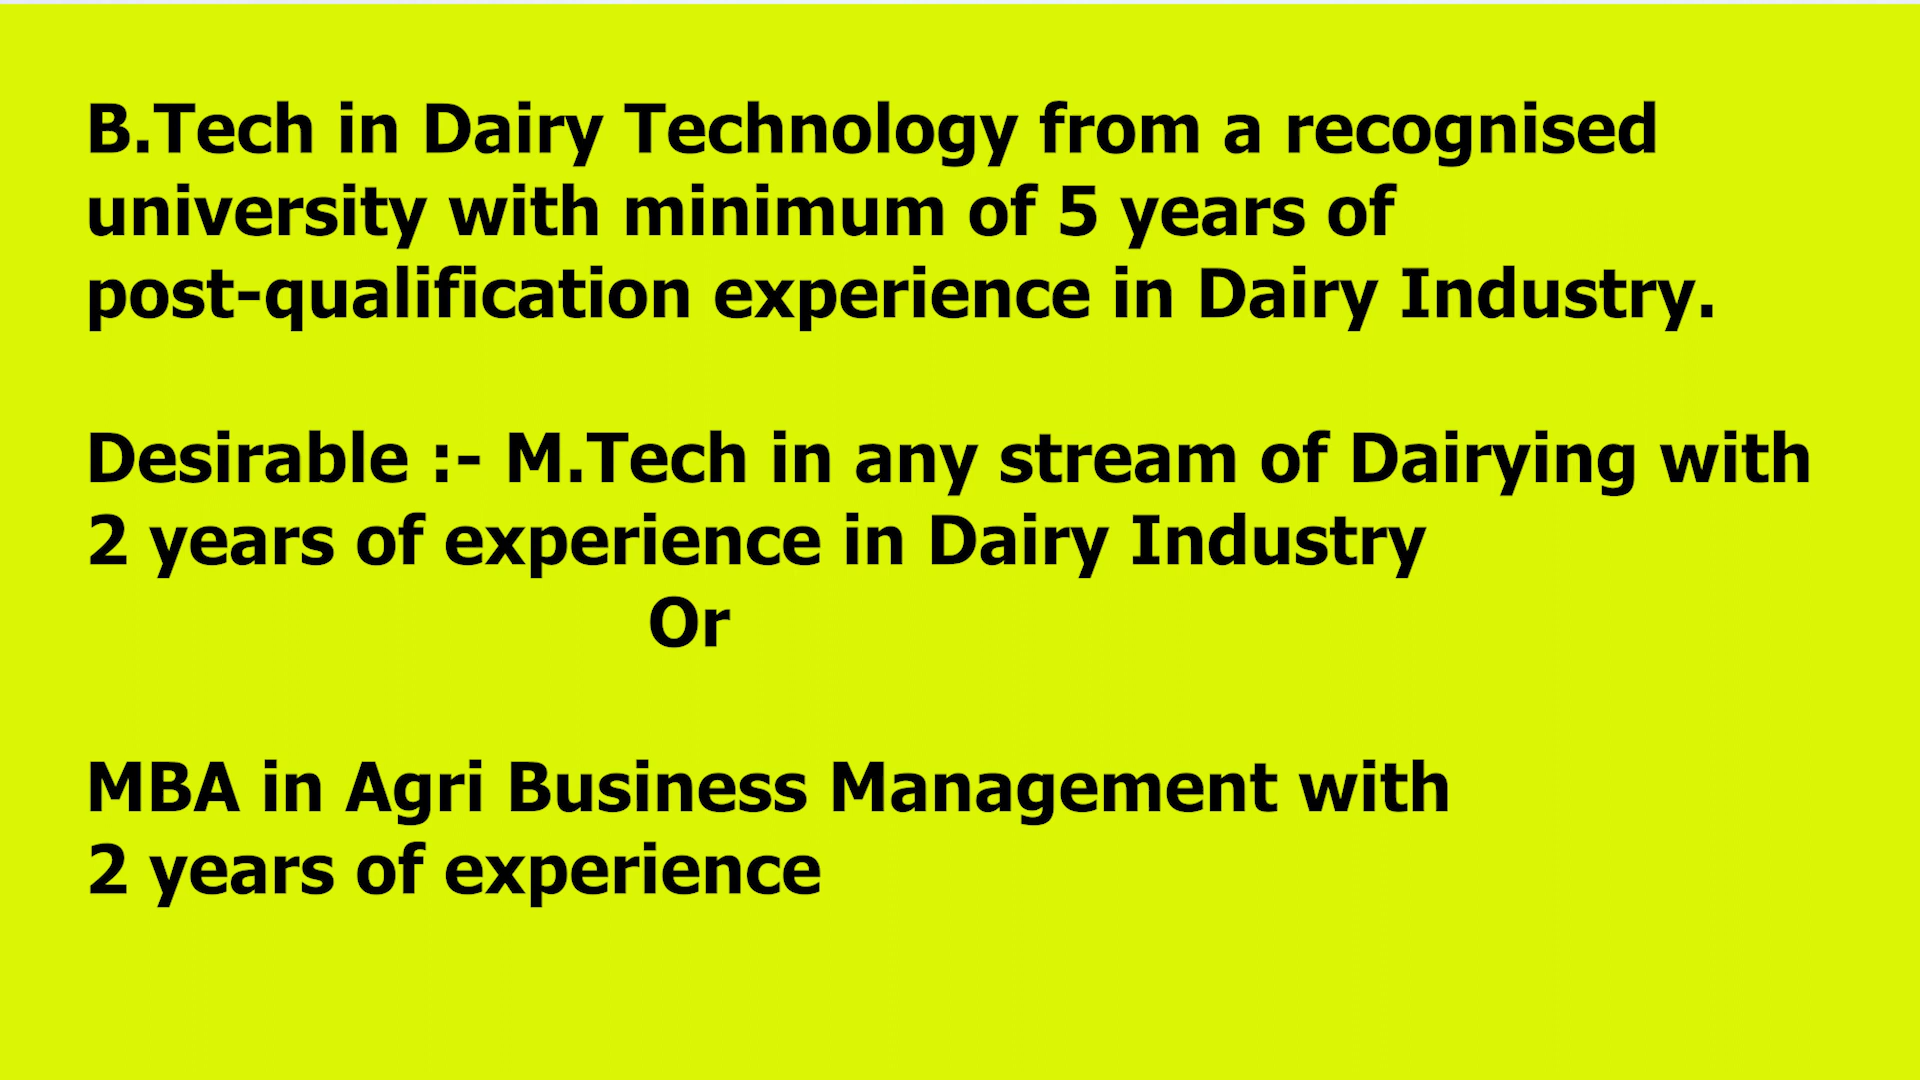 B.Tech in Dairy Technology from a recognised
university with minimum of 5 years of
post-qualification experience in Dairy Industry.
Desirable :- M.Tech in any stream of Dairying with
2 years of experience in Dairy Industry
Or
MBA in Agri Business Management with
2 years of experience